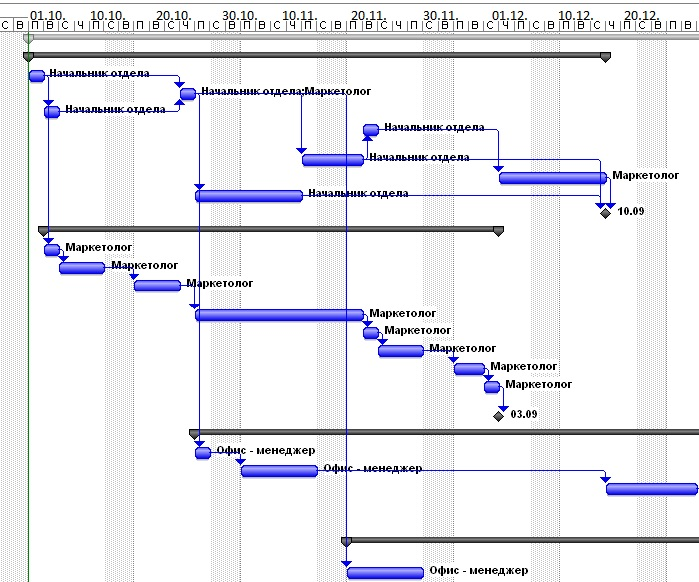 01.10. 10.10. 20.10. 30.10. 10.11. 20.11. 30.11. 01.12. 10.12. 20.12.
С В П В С Ч П С В П В С Ч П С В П В С Ч П С В П В С Ч П С В П В С Ч П С В П В С Ч П С В П В
Начальник отдела
Начальник отдела;Маркетолог
Начальник отдела
Начальник отдела
Начальник отдела
Маркетолог
Начальник отдела
10.09
Маркетолог
Маркетолог
Маркетолог
Маркетолог
Маркетолог
Маркетолог
Маркетолог
Маркетолог
03.09
Офис - менеджер
Офис - менеджер
Офис - менеджер